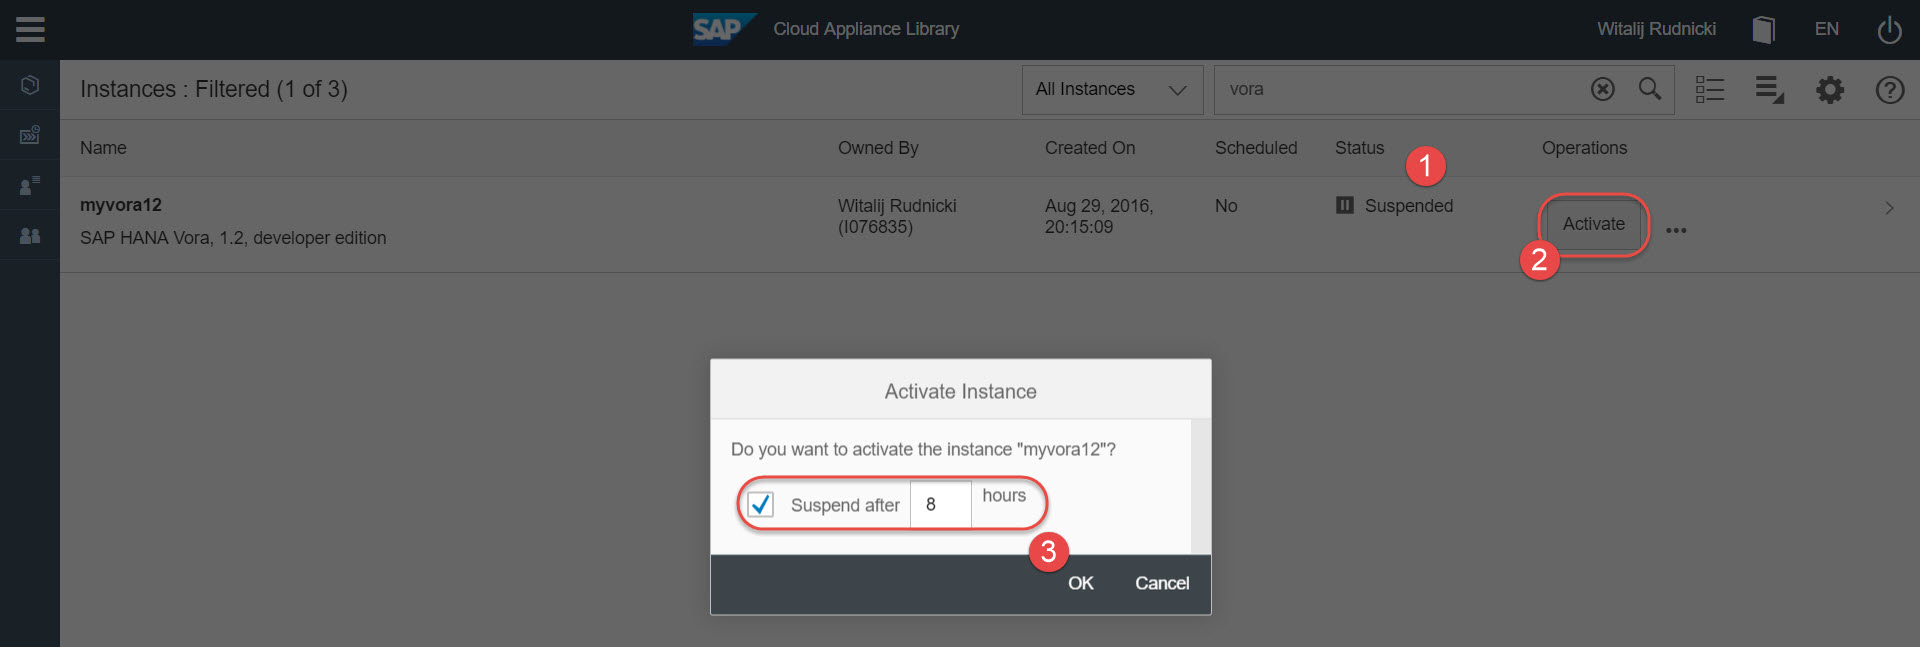 SAP Cloud Appliance Library
Witalij Rudnicki EN
Instances : Filtered (1 of 3)
All Instances
vora
Name Owned By Created On Scheduled Status Operations
1
myvora12
SAP HANA Vora, 1.2, developer edition
Witalij Rudnicki
(I076835)
Aug 29, 2016,
20:15:09
No
Suspended
Activate
2
Activate Instance
Do you want to activate the instance "myvora12"?
Suspend after 8 hours
3
OK Cancel